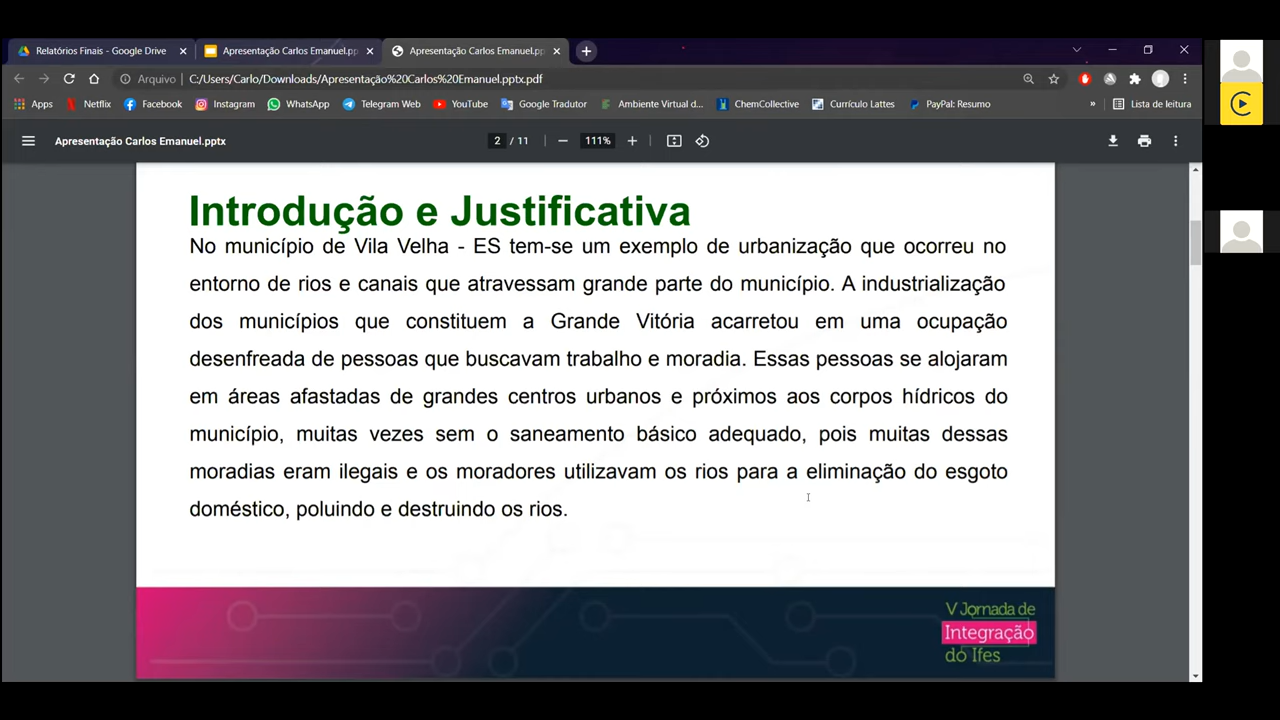 Relatórios Finais - Google Drive
Apresentação Carlos Emanuel.pp
Apresentação Carlos Emanuel.pp
Arquivo
C:/Users/Carlo/Downloads/Apresentação%20Carlos%20Emanuel.pptx.pdf
Apps
Netflix
Facebook
Instagram
WhatsApp
Telegram Web
YouTube
Google Tradutor
Ambiente Virtual d...
ChemCollective
Currículo Lattes
PayPal: Resumo
»
Lista de leitura
Apresentação Carlos Emanuel.pptx
2 / 11
111%
Introdução e Justificativa
No município de Vila Velha - ES tem-se um exemplo de urbanização que ocorreu no
entorno de rios e canais que atravessam grande parte do município. A industrialização
dos municípios que constituem a Grande Vitória acarretou em uma ocupação
desenfreada de pessoas que buscavam trabalho e moradia. Essas pessoas se alojaram
em áreas afastadas de grandes centros urbanos e próximos aos corpos hídricos do
município, muitas vezes sem o saneamento básico adequado, pois muitas dessas
moradias eram ilegais e os moradores utilizavam os rios para a eliminação do esgoto
doméstico, poluindo e destruindo os rios.
V Jornada de
Integração
do Ifes